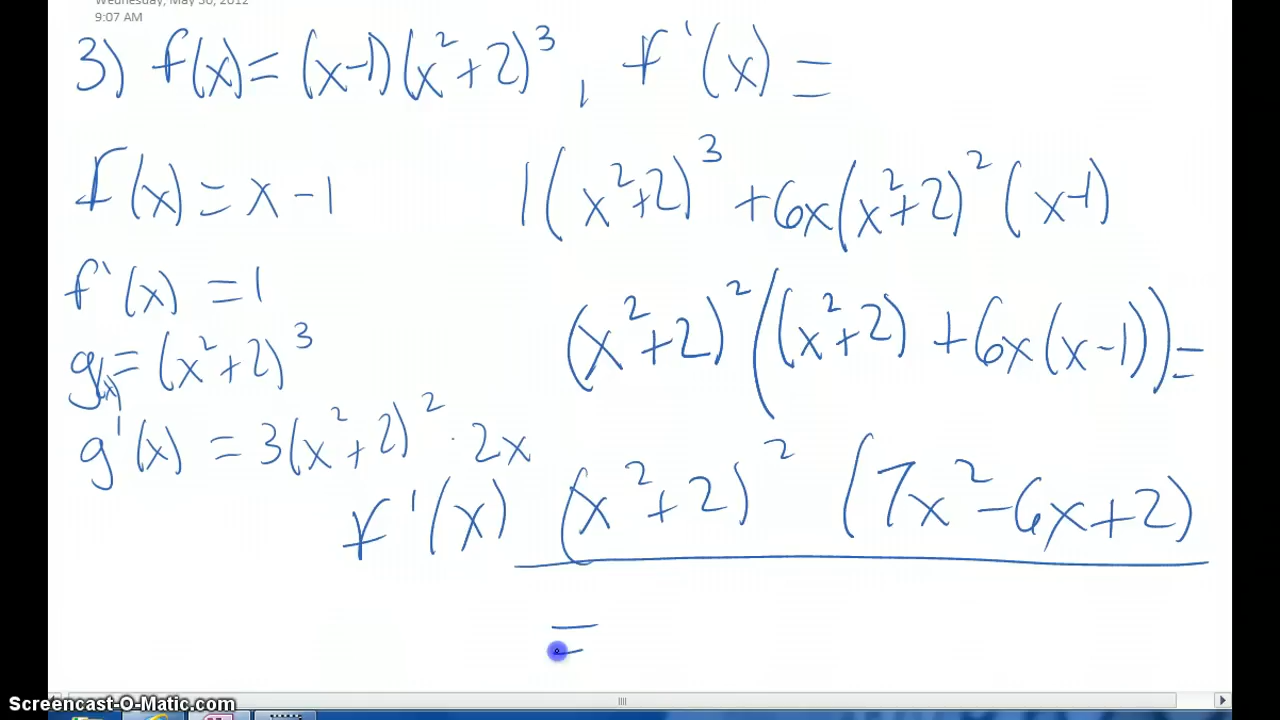 Wednesday, May 30, 2012
9:07 AM
3) f(x)= (x-1)(x²+2)³, f'(x) =
f(x) = x - 1
1(x²+2)³ +6x(x²+2)²(x-1)
f'(x) = 1
(x²+2)²((x²+2) +6x(x-1))=
g(x)= (x²+2)³
g'(x) = 3(x²+2)² · 2x
f'(x) (x²+2)² (7x²-6x+2)
=
Screencast-O-Matic.com